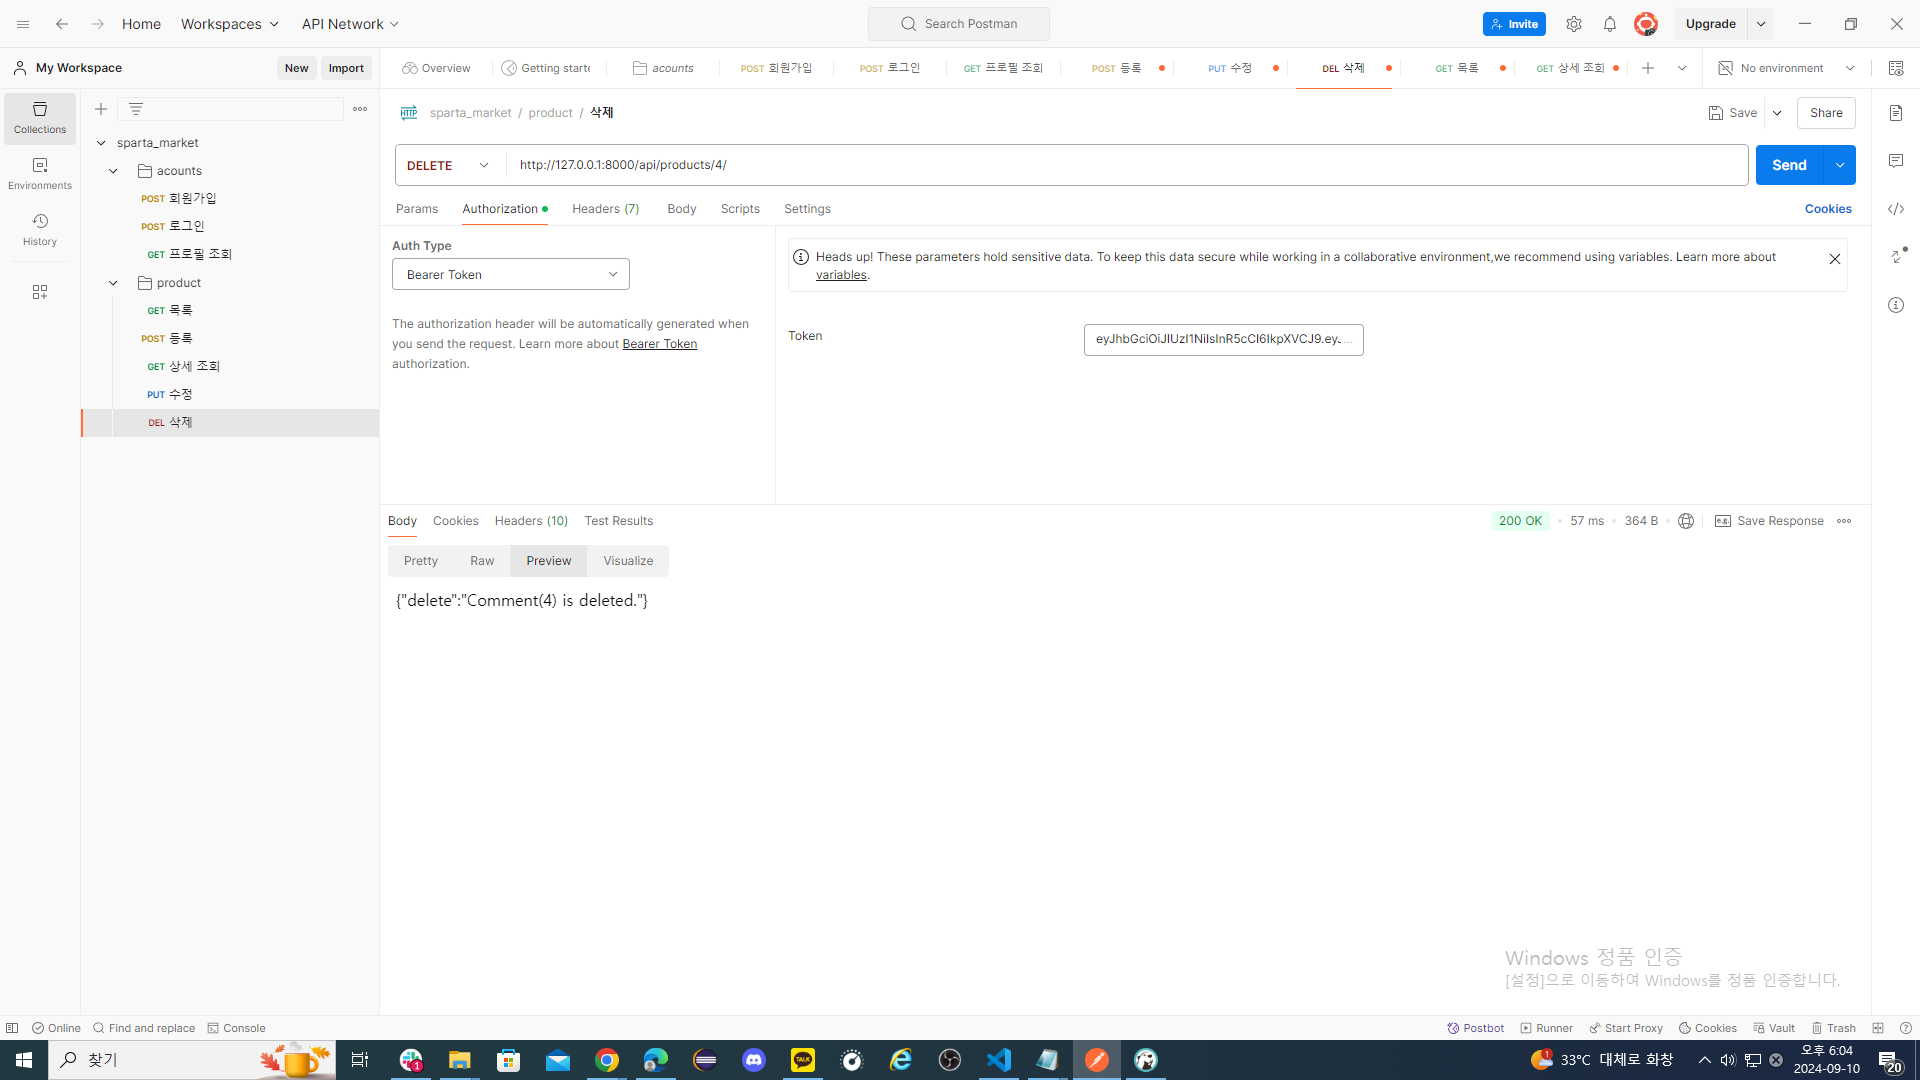 Home Workspaces API Network Search Postman Invite Upgrade
My Workspace New Import Overview Getting starte acounts POST 회원가입 POST 로그인 GET 프로필 조회 POST 등록 PUT 수정 DEL 삭제 GET 목록 GET 상세 조회 No environment
Collections
Environments
History
sparta_market
acounts
POST 회원가입
POST 로그인
GET 프로필 조회
product
GET 목록
POST 등록
GET 상세 조회
PUT 수정
DEL 삭제
HTTP sparta_market / product / 삭제 Save Share
DELETE http://127.0.0.1:8000/api/products/4/ Send
Params Authorization Headers (7) Body Scripts Settings Cookies
Auth Type
Bearer Token
The authorization header will be automatically generated when
you send the request. Learn more about Bearer Token
authorization.
Heads up! These parameters hold sensitive data. To keep this data secure while working in a collaborative environment,we recommend using variables. Learn more about
variables.
Token eyJhbGciOiJIUzI1NiIsInR5cCI6IkpXVCJ9.eyJ...
Body Cookies Headers (10) Test Results 200 OK 57 ms 364 B e.g. Save Response
Pretty Raw Preview Visualize
{"delete":"Comment(4) is deleted."}
Windows 정품 인증
[설정]으로 이동하여 Windows를 정품 인증합니다.
Online Find and replace Console Postbot Runner Start Proxy Cookies Vault Trash
찾기 1 TALK 1 33°C 대체로 화창 오후 6:04
2024-09-10 20